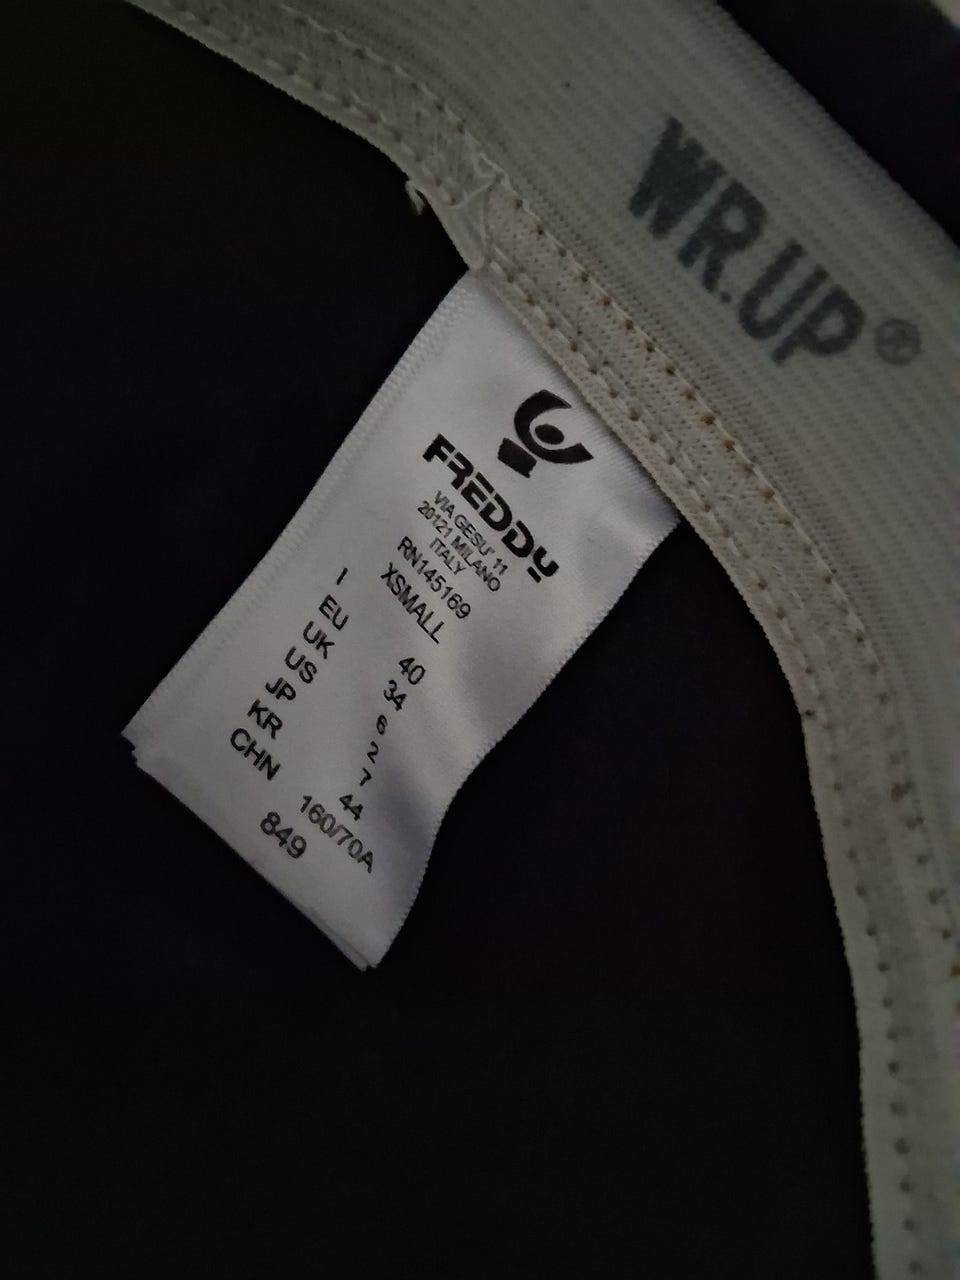 WR.UP®
FREDDY
VIA GESU' 11
20121 MILANO
ITALY
RN145169
XSMALL
I 40
EU 34
UK 6
US 2
JP 7
KR 44
CHN 160/70A
849